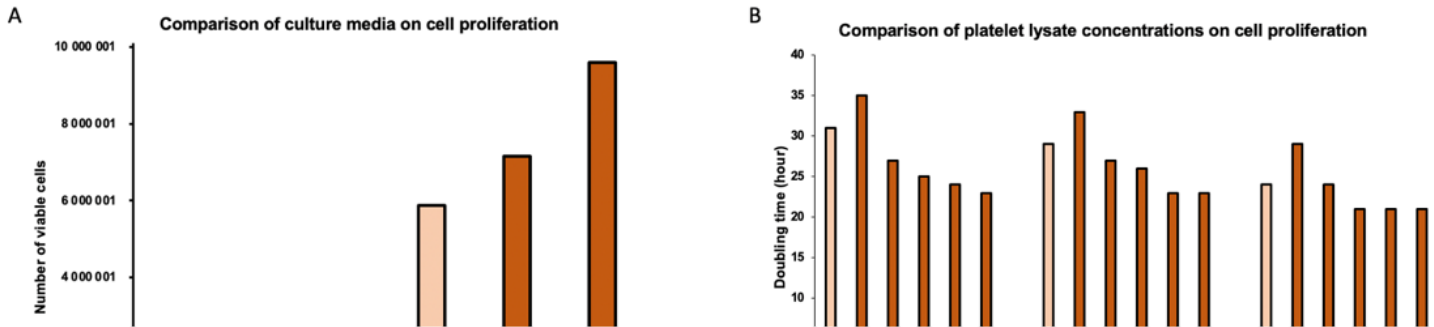 A
Comparison of culture media on cell proliferation
10 000 001
8 000 001
6 000 001
4 000 001
Number of viable cells
B
Comparison of platelet lysate concentrations on cell proliferation
40
35
30
25
20
15
10
Doubling time (hour)